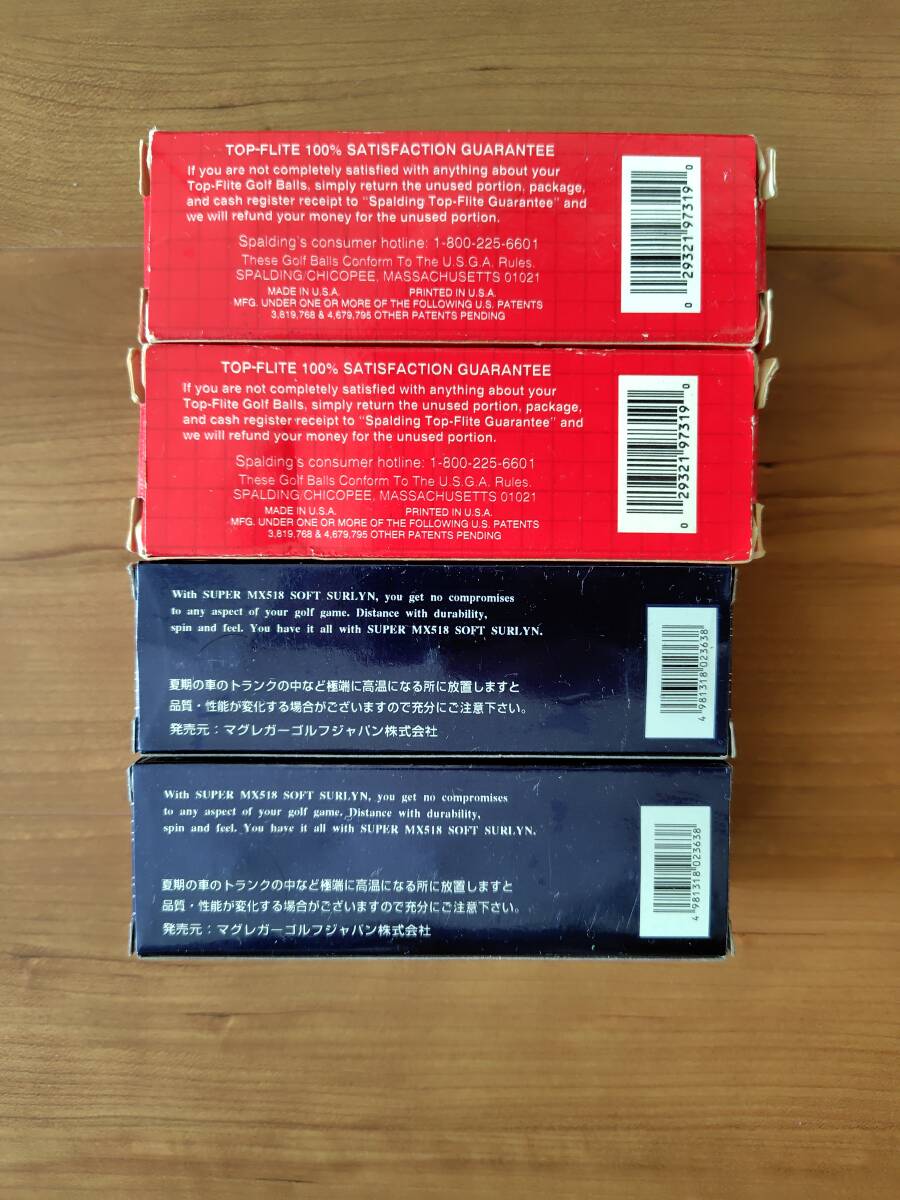 TOP-FLITE 100% SATISFACTION GUARANTEE
If you are not completely satisfied with anything about your
Top-Flite Golf Balls, simply return the unused portion, package,
and cash register receipt to "Spalding Top-Flite Guarantee" and
we will refund your money for the unused portion.
Spalding's consumer hotline: 1-800-225-6601
These Golf Balls Conform To The U.S.G.A. Rules.
SPALDING/CHICOPEE, MASSACHUSETTS 01021
MADE IN U.S.A. PRINTED IN U.S.A.
MFG. UNDER ONE OR MORE OF THE FOLLOWING U.S. PATENTS
3,819,768 & 4,679,795 OTHER PATENTS PENDING
0 29321 97319 0
TOP-FLITE 100% SATISFACTION GUARANTEE
If you are not completely satisfied with anything about your
Top-Flite Golf Balls, simply return the unused portion, package,
and cash register receipt to "Spalding Top-Flite Guarantee" and
we will refund your money for the unused portion.
Spalding's consumer hotline: 1-800-225-6601
These Golf Balls Conform To The U.S.G.A. Rules.
SPALDING/CHICOPEE, MASSACHUSETTS 01021
MADE IN U.S.A. PRINTED IN U.S.A.
MFG. UNDER ONE OR MORE OF THE FOLLOWING U.S. PATENTS
3,819,768 & 4,679,795 OTHER PATENTS PENDING
0 29321 97319 0
With SUPER MX518 SOFT SURLYN, you get no compromises
to any aspect of your golf game. Distance with durability,
spin and feel. You have it all with SUPER MX518 SOFT SURLYN.
夏期の車のトランクの中など極端に高温になる所に放置しますと
品質・性能が変化する場合がございますので充分にご注意下さい。
発売元：マグレガーゴルフジャパン株式会社
4 981318 023638
With SUPER MX518 SOFT SURLYN, you get no compromises
to any aspect of your golf game. Distance with durability,
spin and feel. You have it all with SUPER MX518 SOFT SURLYN.
夏期の車のトランクの中など極端に高温になる所に放置しますと
品質・性能が変化する場合がございますので充分にご注意下さい。
発売元：マグレガーゴルフジャパン株式会社
4 981318 023638